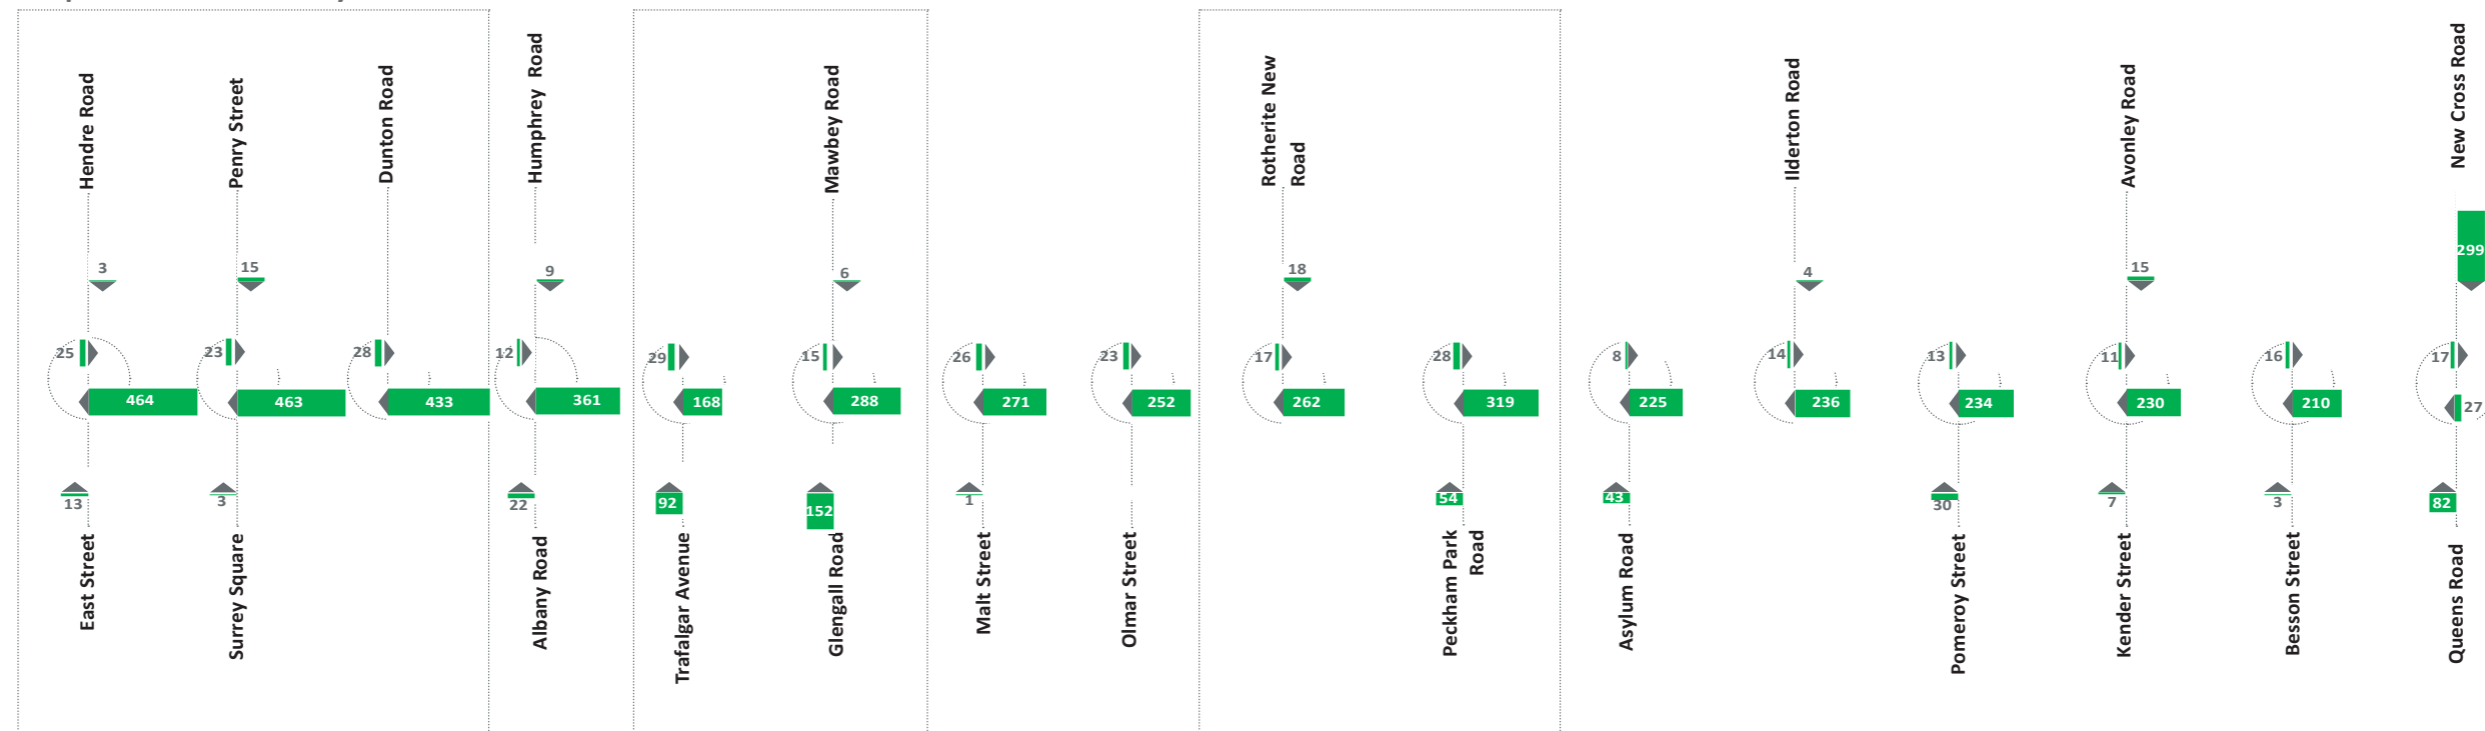 Hendre Road
Penry Street
Dunton Road
Humphrey Road
Mawbey Road
Rotherite New
Road
Ilderton Road
Avonley Road
New Cross Road
3
15
9
6
18
4
15
299
25
23
28
12
29
15
26
23
17
28
8
14
13
11
16
17
464
463
433
361
168
288
271
252
262
319
225
236
234
230
210
27
13
3
22
92
152
1
54
43
30
7
3
82
East Street
Surrey Square
Albany Road
Trafalgar Avenue
Glengall Road
Malt Street
Olmar Street
Peckham Park
Road
Asylum Road
Pomeroy Street
Kender Street
Besson Street
Queens Road